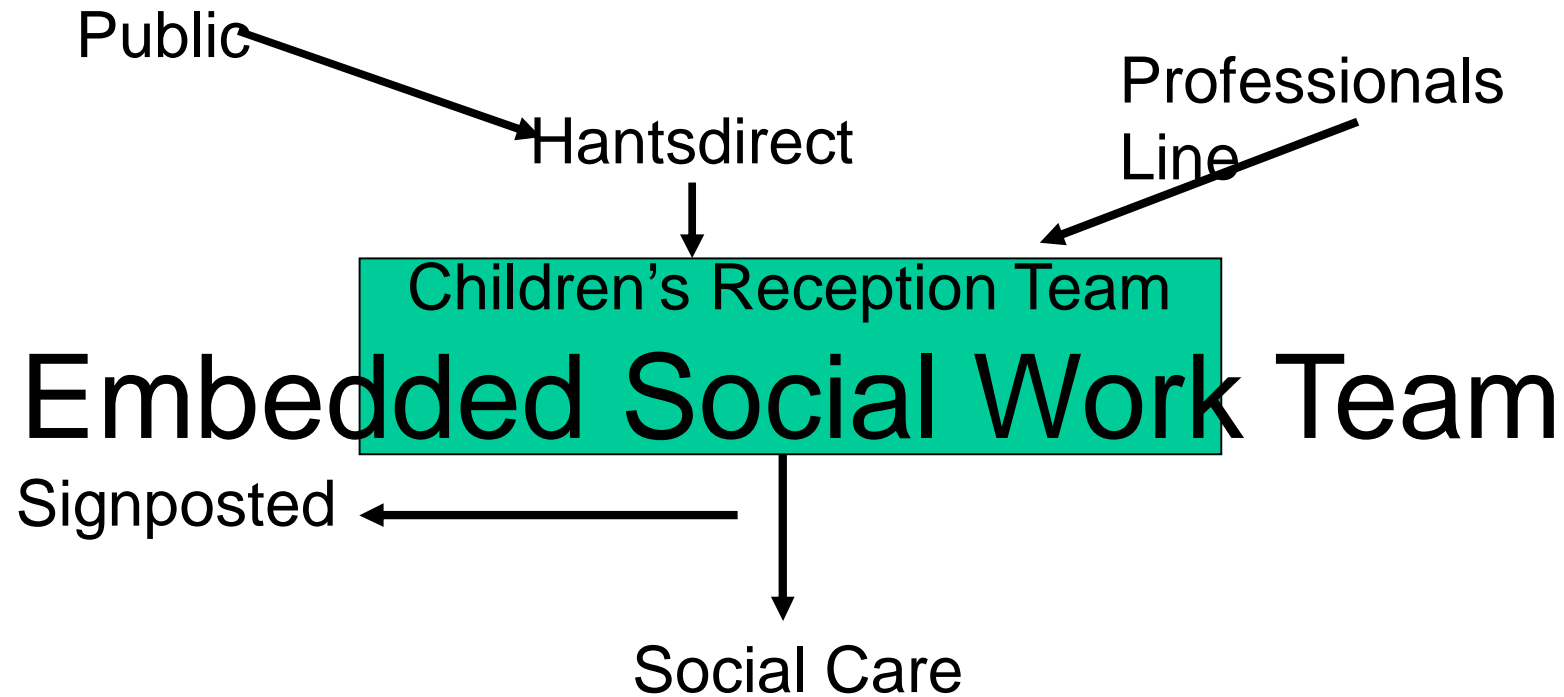 Public
Professionals
Line
Hantsdirect
Children’s Reception Team
Embedded Social Work Team
Signposted
Social Care